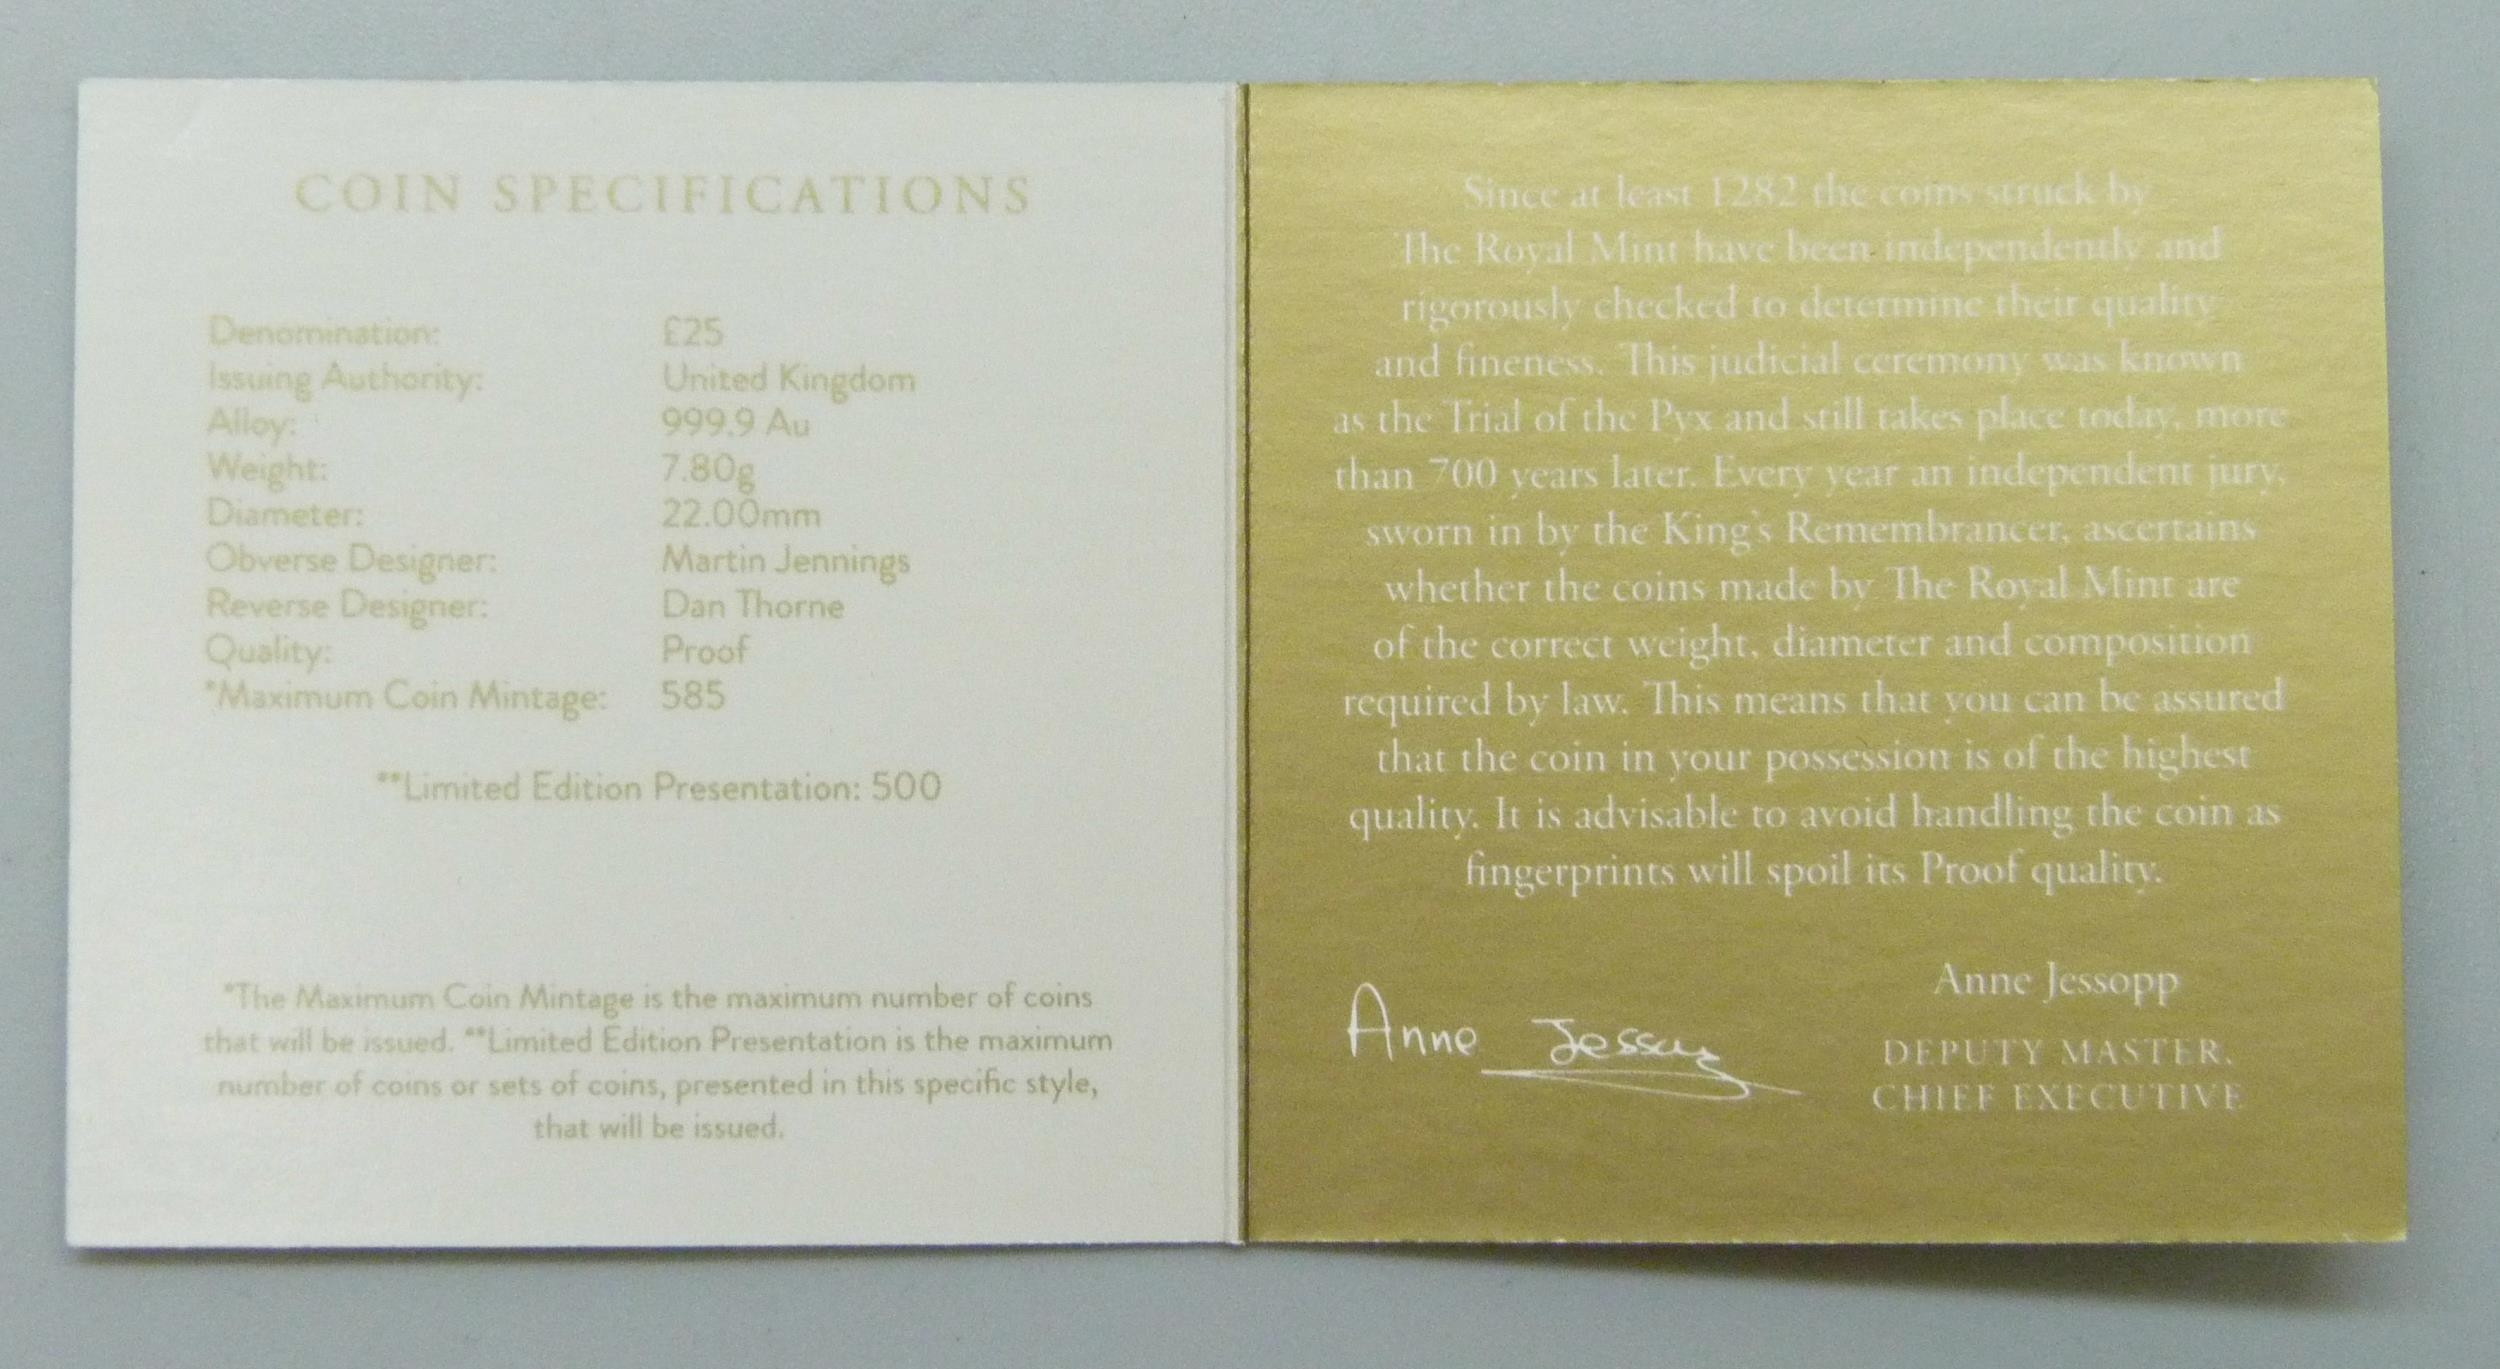 COIN SPECIFICATIONS
Denomination: £25
Issuing Authority: United Kingdom
Alloy: 999.9 Au
Weight: 7.80g
Diameter: 22.00mm
Obverse Designer: Martin Jennings
Reverse Designer: Dan Thorne
Quality: Proof
*Maximum Coin Mintage: 585
**Limited Edition Presentation: 500
*The Maximum Coin Mintage is the maximum number of coins
that will be issued. **Limited Edition Presentation is the maximum
number of coins or sets of coins, presented in this specific style,
that will be issued.
Since at least 1282 the coins struck by
The Royal Mint have been independently and
rigorously checked to determine their quality
and fineness. This judicial ceremony was known
as the Trial of the Pyx and still takes place today, more
than 700 years later. Every year an independent jury,
sworn in by the King's Remembrancer, ascertains
whether the coins made by The Royal Mint are
of the correct weight, diameter and composition
required by law. This means that you can be assured
that the coin in your possession is of the highest
quality. It is advisable to avoid handling the coin as
fingerprints will spoil its Proof quality.
Anne Jessopp
Anne Jessopp
DEPUTY MASTER,
CHIEF EXECUTIVE